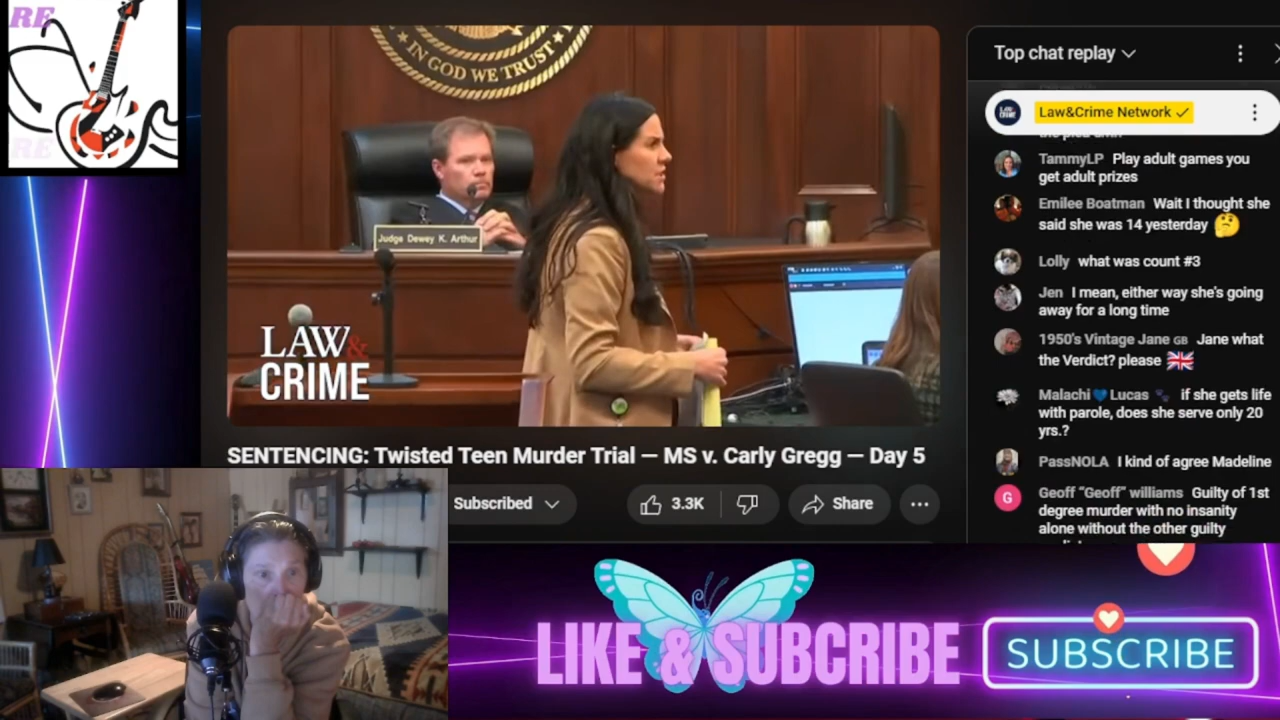 RE
RE
IN GOD WE TRUST
Judge Dewey K. Arthur
LAW&
CRIME
SENTENCING: Twisted Teen Murder Trial — MS v. Carly Gregg — Day 5
Subscribed
3.3K
Share
Top chat replay
Law&Crime Network
TammyLP Play adult games you
get adult prizes
Emilee Boatman Wait I thought she
said she was 14 yesterday 🤔
Lolly what was count #3
Jen I mean, either way she's going
away for a long time
1950's Vintage Jane GB Jane what
the Verdict? please 🇬🇧
Malachi💙Lucas 🐾 if she gets life
with parole, does she serve only 20
yrs.?
PassNOLA I kind of agree Madeline
G
Geoff "Geoff" williams Guilty of 1st
degree murder with no insanity
alone without the other guilty
LIKE & SUBCRIBE
SUBSCRIBE